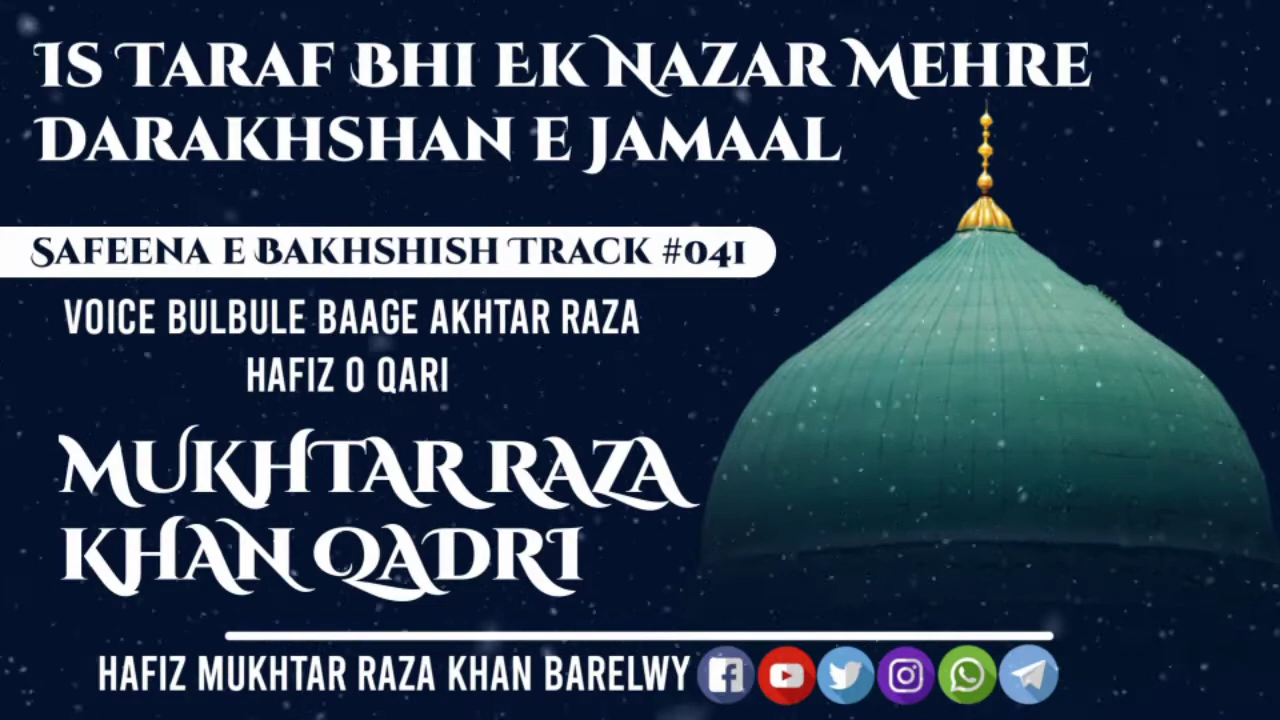 Is Taraf Bhi Ek Nazar Mehre
Darakhshan e Jamaal
Safeena e Bakhshish Track #041
VOICE BULBULE BAAGE AKHTAR RAZA
HAFIZ O QARI
Mukhtar Raza
Khan Qadri
HAFIZ MUKHTAR RAZA KHAN BARELWY